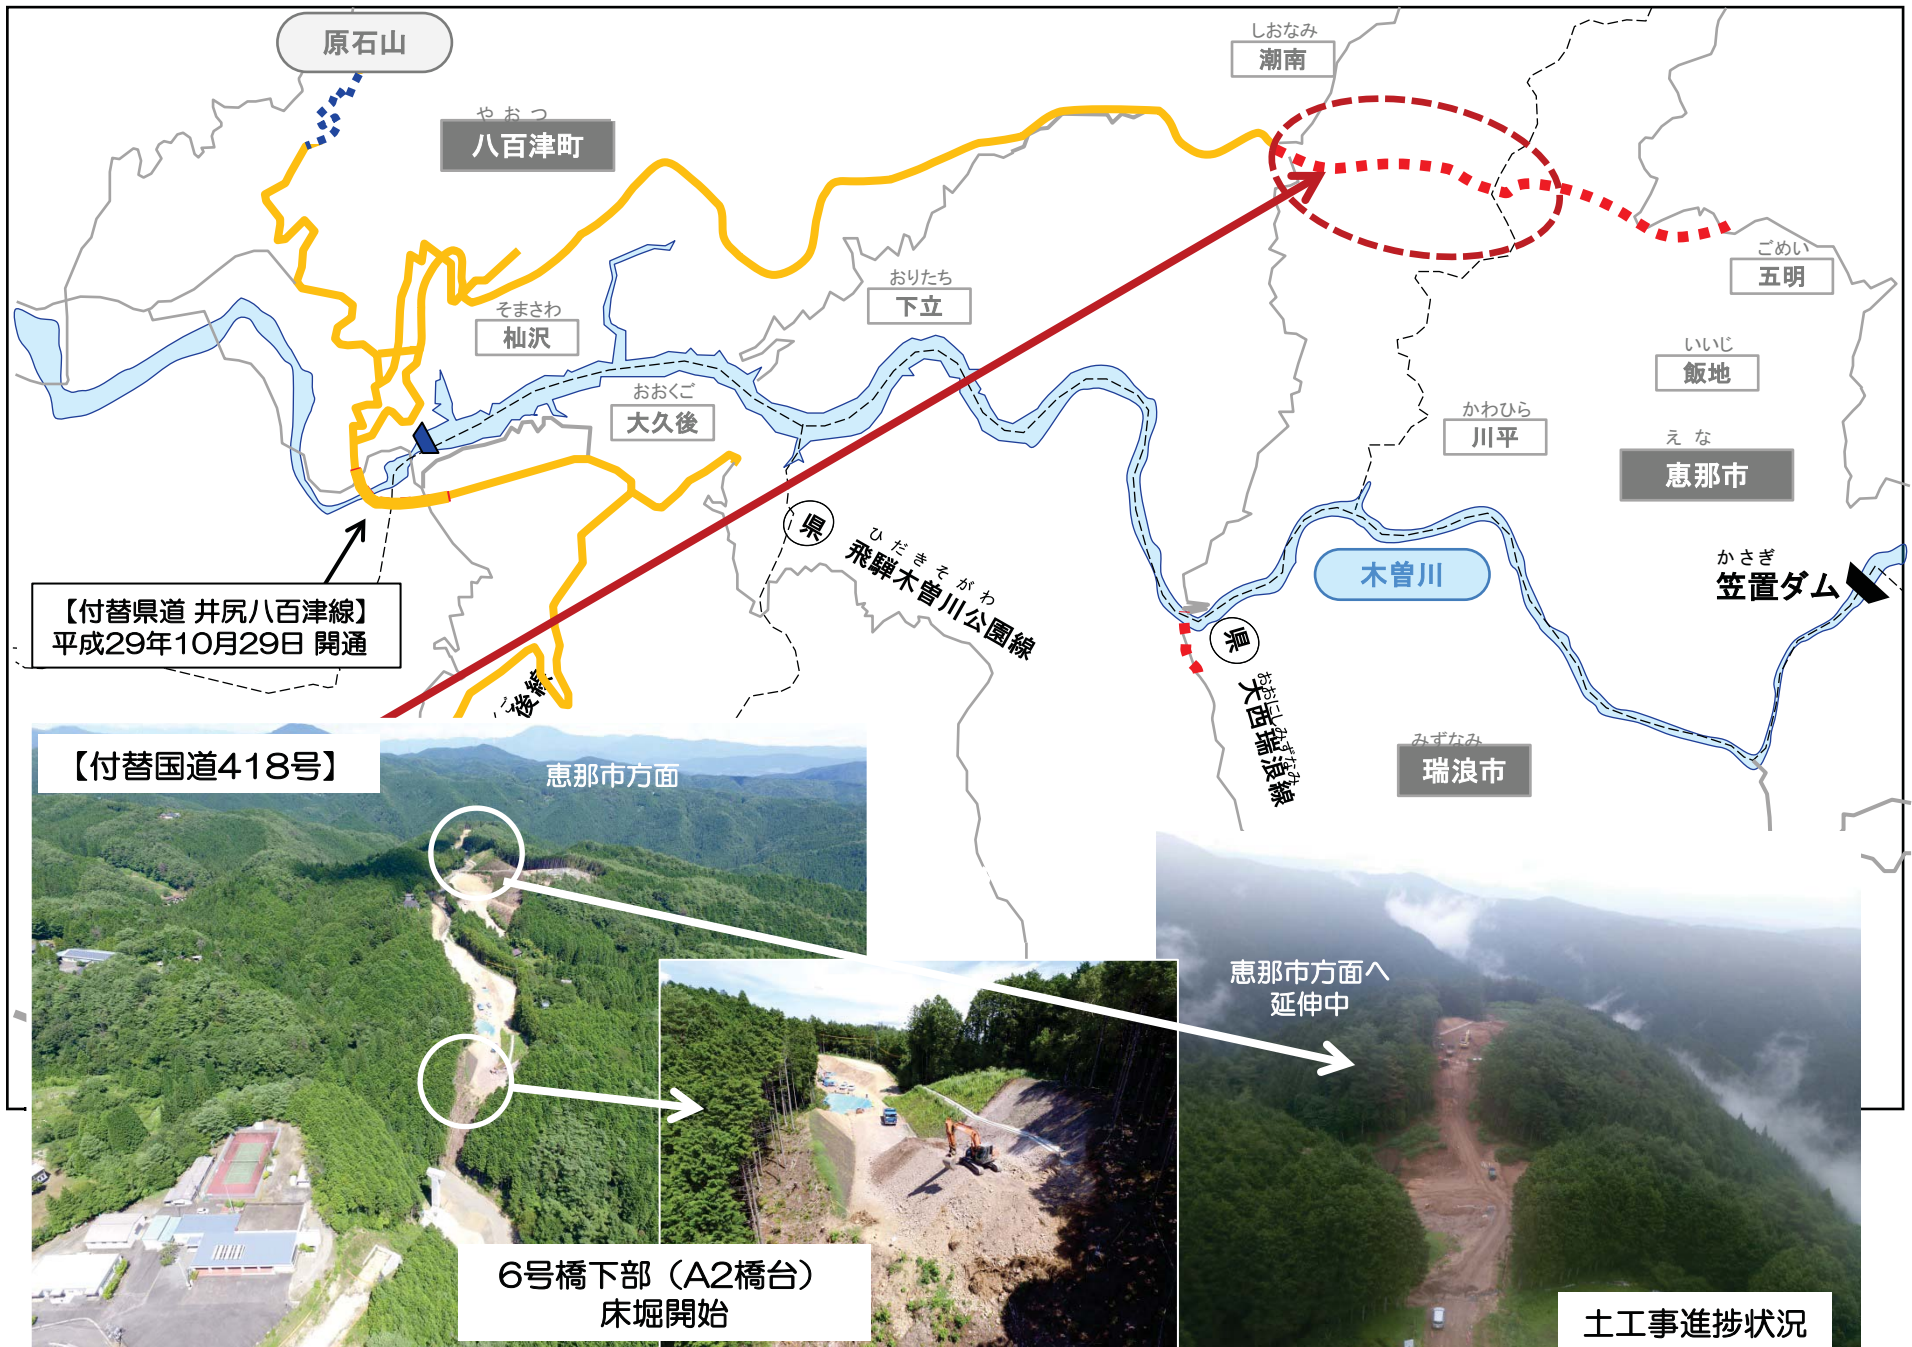 原石山
しおなみ
潮南
やおつ
八百津町
ごめい
五明
おりたち
下立
そまさわ
杣沢
いいじ
飯地
おおくご
大久後
かわひら
川平
えな
恵那市
県
ひだきそがわ
飛騨木曽川公園線
木曽川
かさぎ
笠置ダム
【付替県道 井尻八百津線】
平成29年10月29日 開通
県
おおにしみずなみ
大西瑞浪線
後線
みずなみ
瑞浪市
【付替国道418号】
恵那市方面
恵那市方面へ
延伸中
6号橋下部（A2橋台）
床堀開始
土工事進捗状況